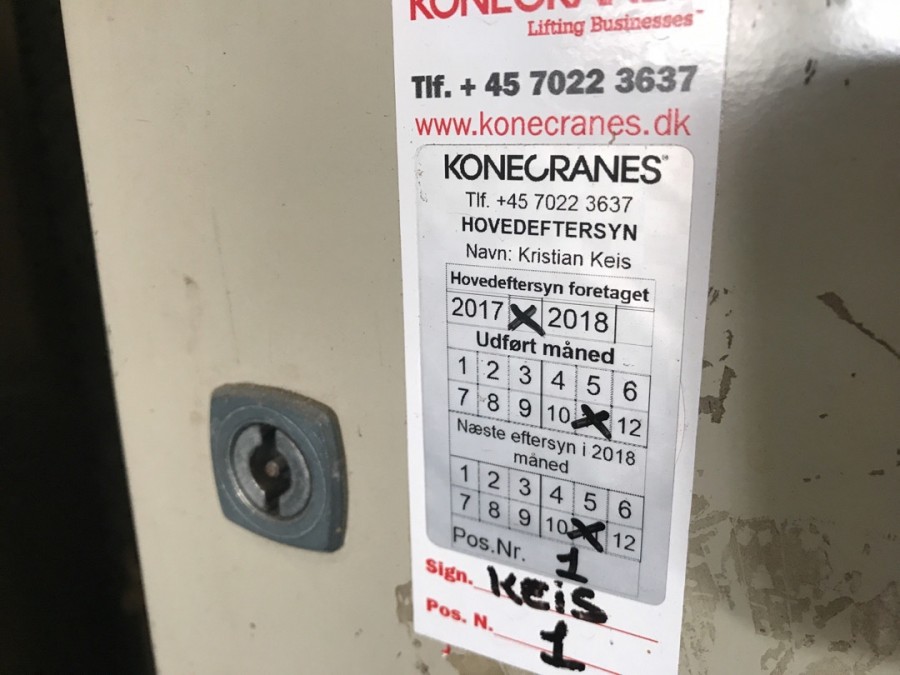 KONECRANES
Lifting Businesses™
Tlf. + 45 7022 3637
www.konecranes.dk
KONECRANES®
Tlf. +45 7022 3637
HOVEDEFTERSYN
Navn: Kristian Keis
Hovedeftersyn foretaget
2017 X 2018
Udført måned
1 2 3 4 5 6
7 8 9 10 X 12
Næste eftersyn i 2018
måned
1 2 3 4 5 6
7 8 9 10 X 12
Pos.Nr. 1
Sign. Keis
Pos. N. 1